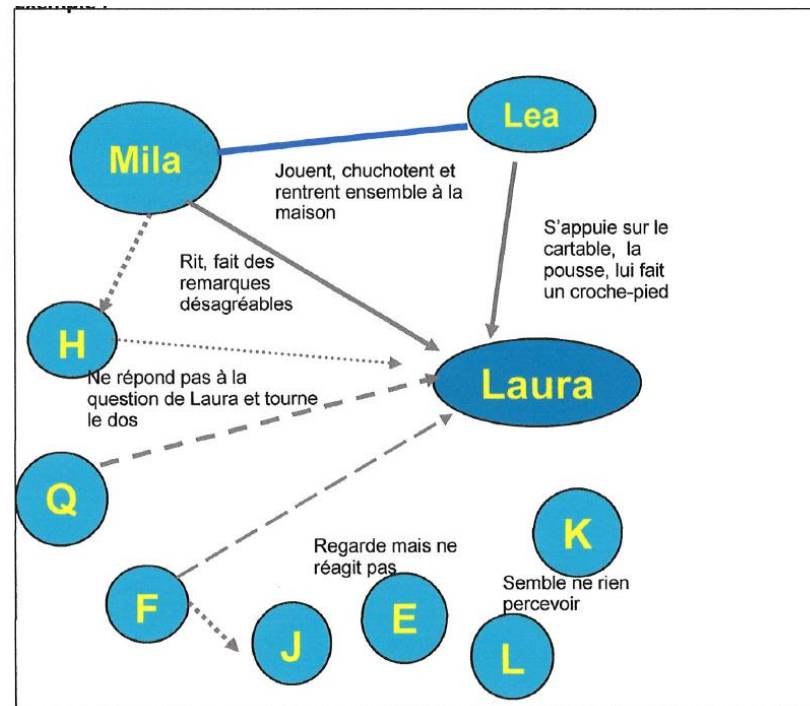 Exemple :
Mila
Lea
Jouent, chuchotent et
rentrent ensemble à la
maison
S'appuie sur le
cartable, la
pousse, lui fait
un croche-pied
Rit, fait des
remarques
désagréables
H
Laura
Ne répond pas à la
question de Laura et tourne
le dos
Q
K
Regarde mais ne
réagit pas
Semble ne rien
percevoir
F
E
J
L